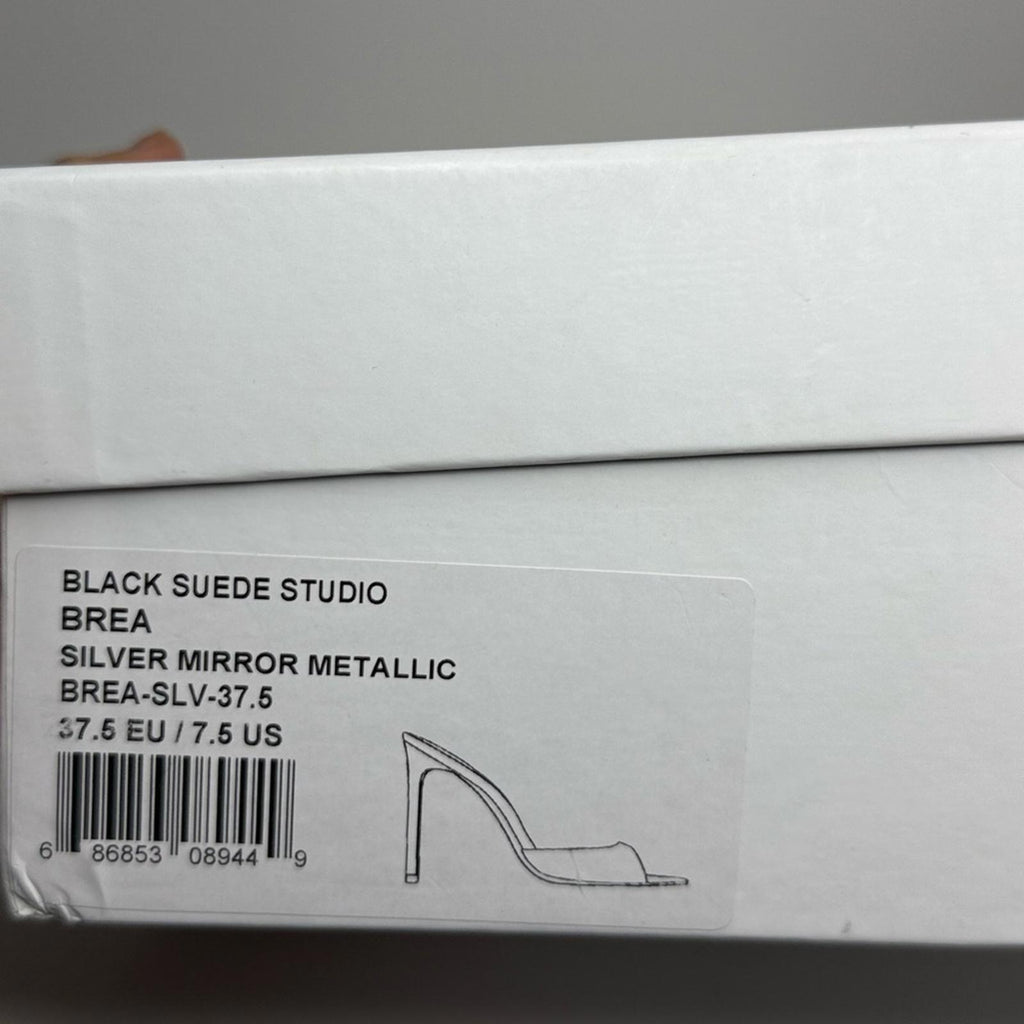 BLACK SUEDE STUDIO
BREA
SILVER MIRROR METALLIC
BREA-SLV-37.5
37.5 EU / 7.5 US
6 86853 08944 9